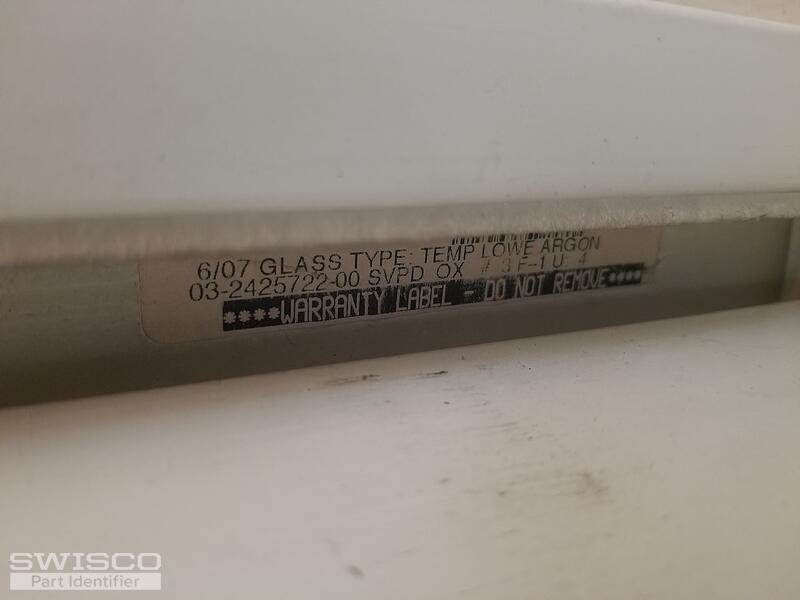 6/07 GLASS TYPE: TEMP LOWE ARGON
03-2425722-00 SVPD OX # 3 F-1 U: 4
****WARRANTY LABEL - DO NOT REMOVE****
SWISCO
Part Identifier